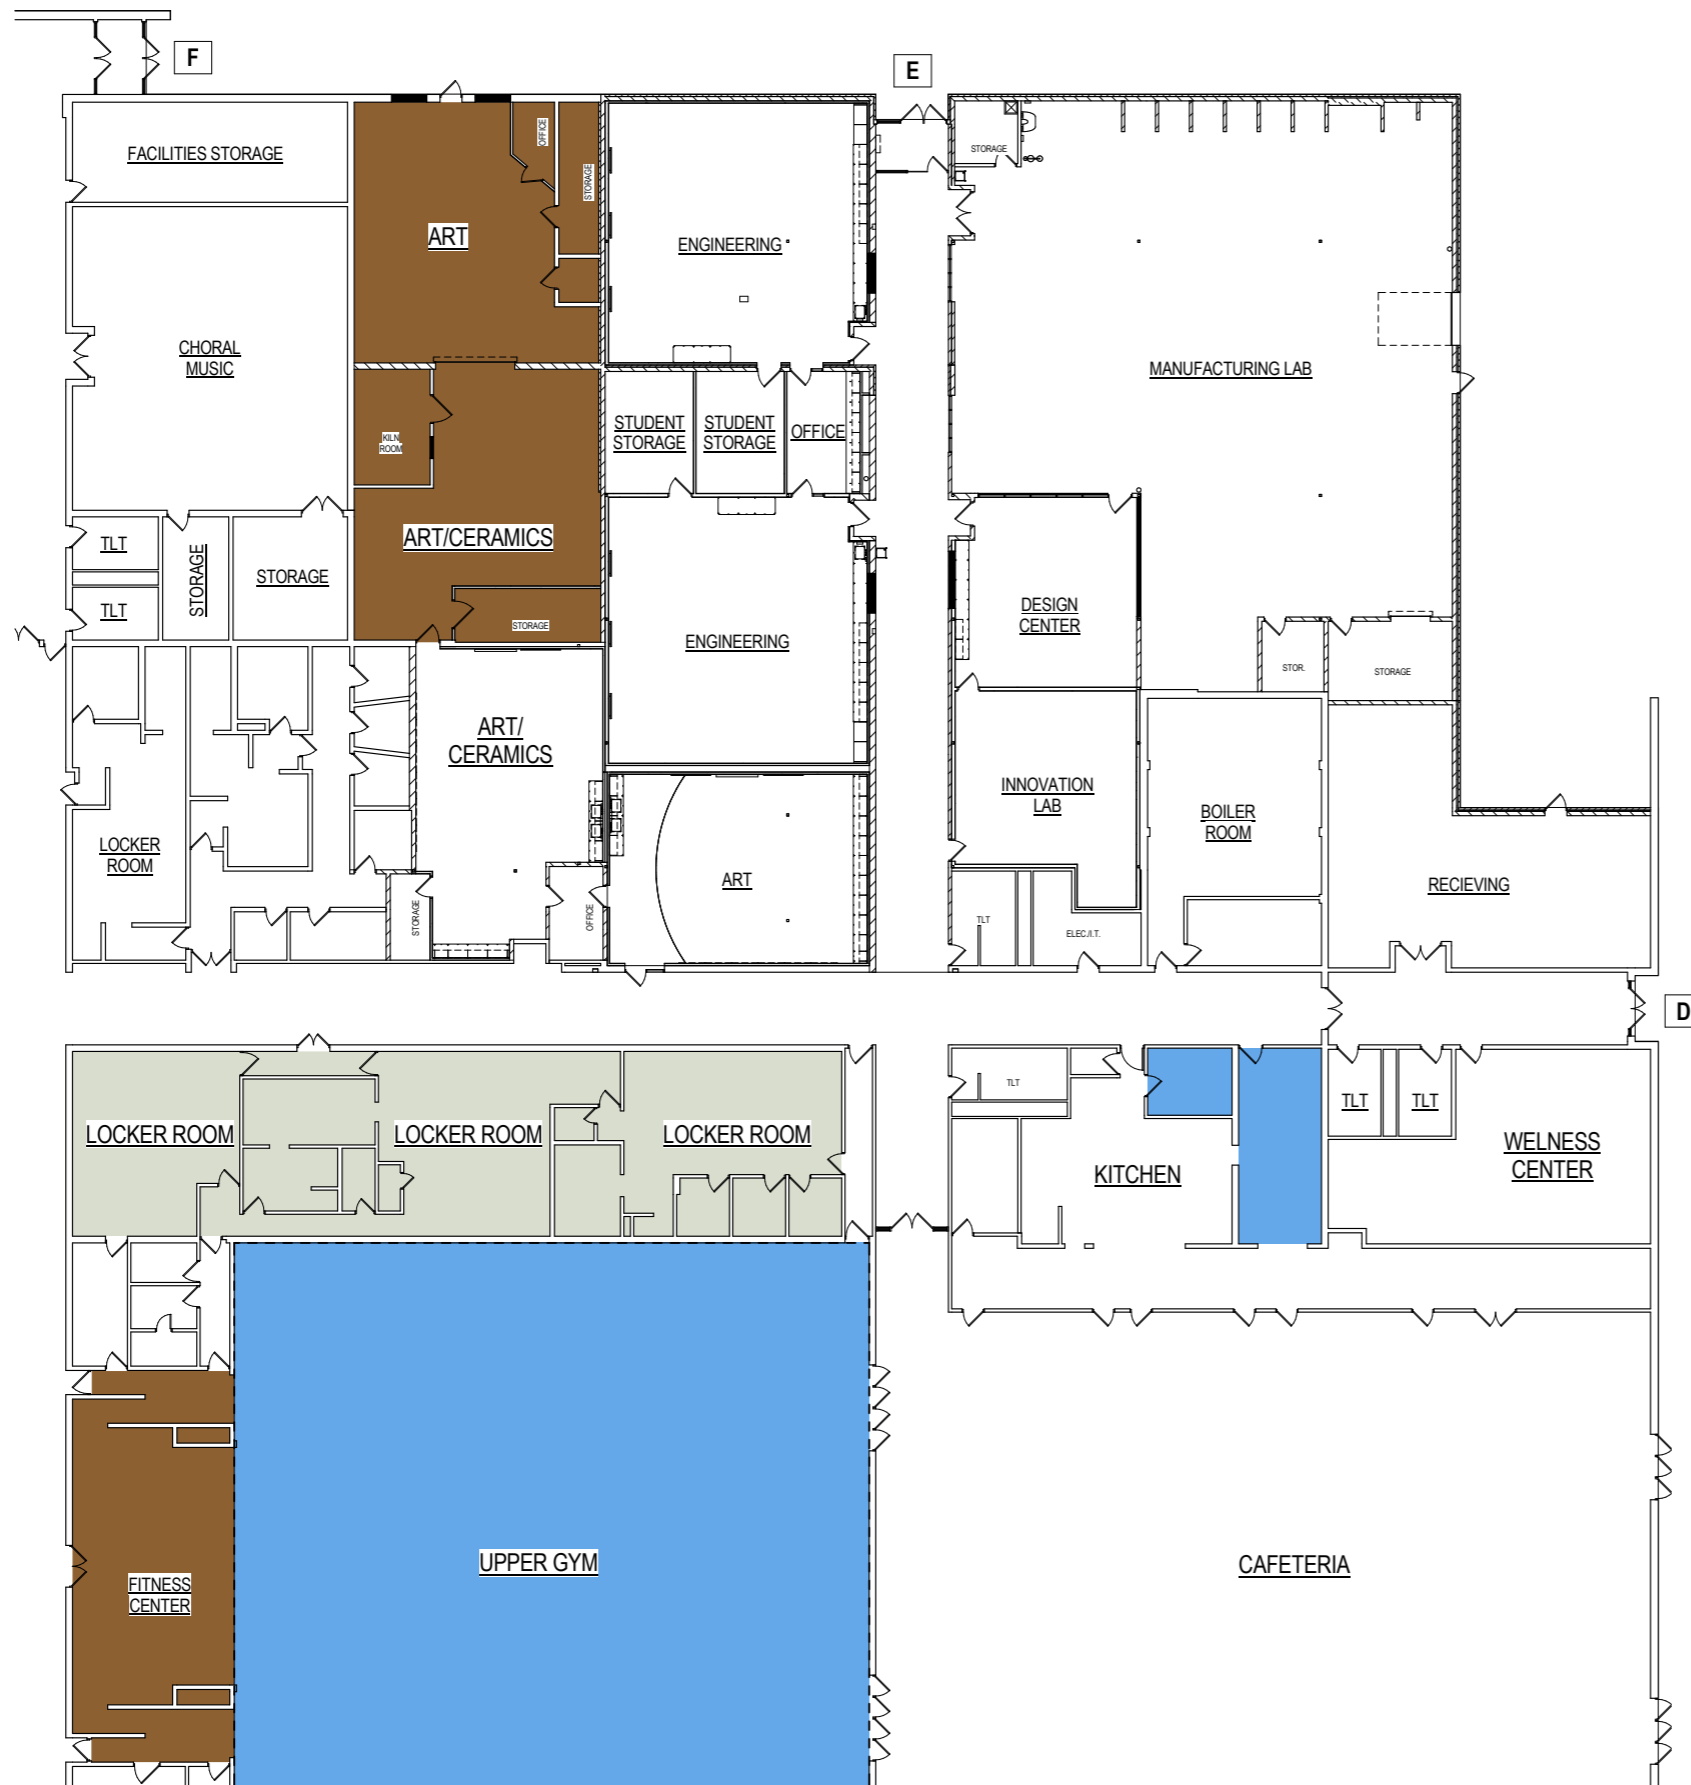 F
E
FACILITIES STORAGE
OFFICE
STORAGE
STORAGE
ART
ENGINEERING
CHORAL
MUSIC
MANUFACTURING LAB
KILN
ROOM
STUDENT
STORAGE
STUDENT
STORAGE
OFFICE
ART/CERAMICS
TLT
STORAGE
STORAGE
TLT
STORAGE
DESIGN
CENTER
ENGINEERING
STOR.
STORAGE
ART/
CERAMICS
INNOVATION
LAB
BOILER
ROOM
LOCKER
ROOM
ART
RECIEVING
STORAGE
OFFICE
TLT
ELEC./I.T.
D
TLT
TLT
TLT
LOCKER ROOM
LOCKER ROOM
LOCKER ROOM
KITCHEN
WELNESS
CENTER
UPPER GYM
CAFETERIA
FITNESS
CENTER